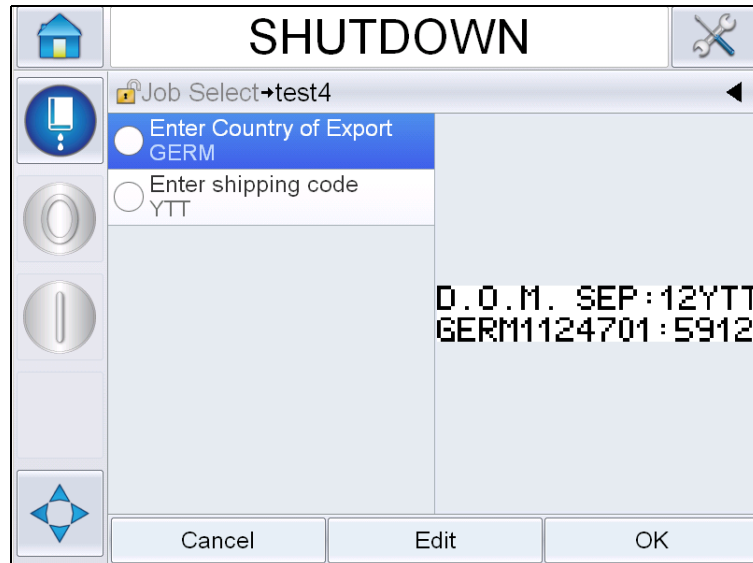 SHUTDOWN
Job Select→test4
Enter Country of Export
GERM
Enter shipping code
YTT
D.O.M. SEP:12YTT
GERM1124701:5912
Cancel
Edit
OK